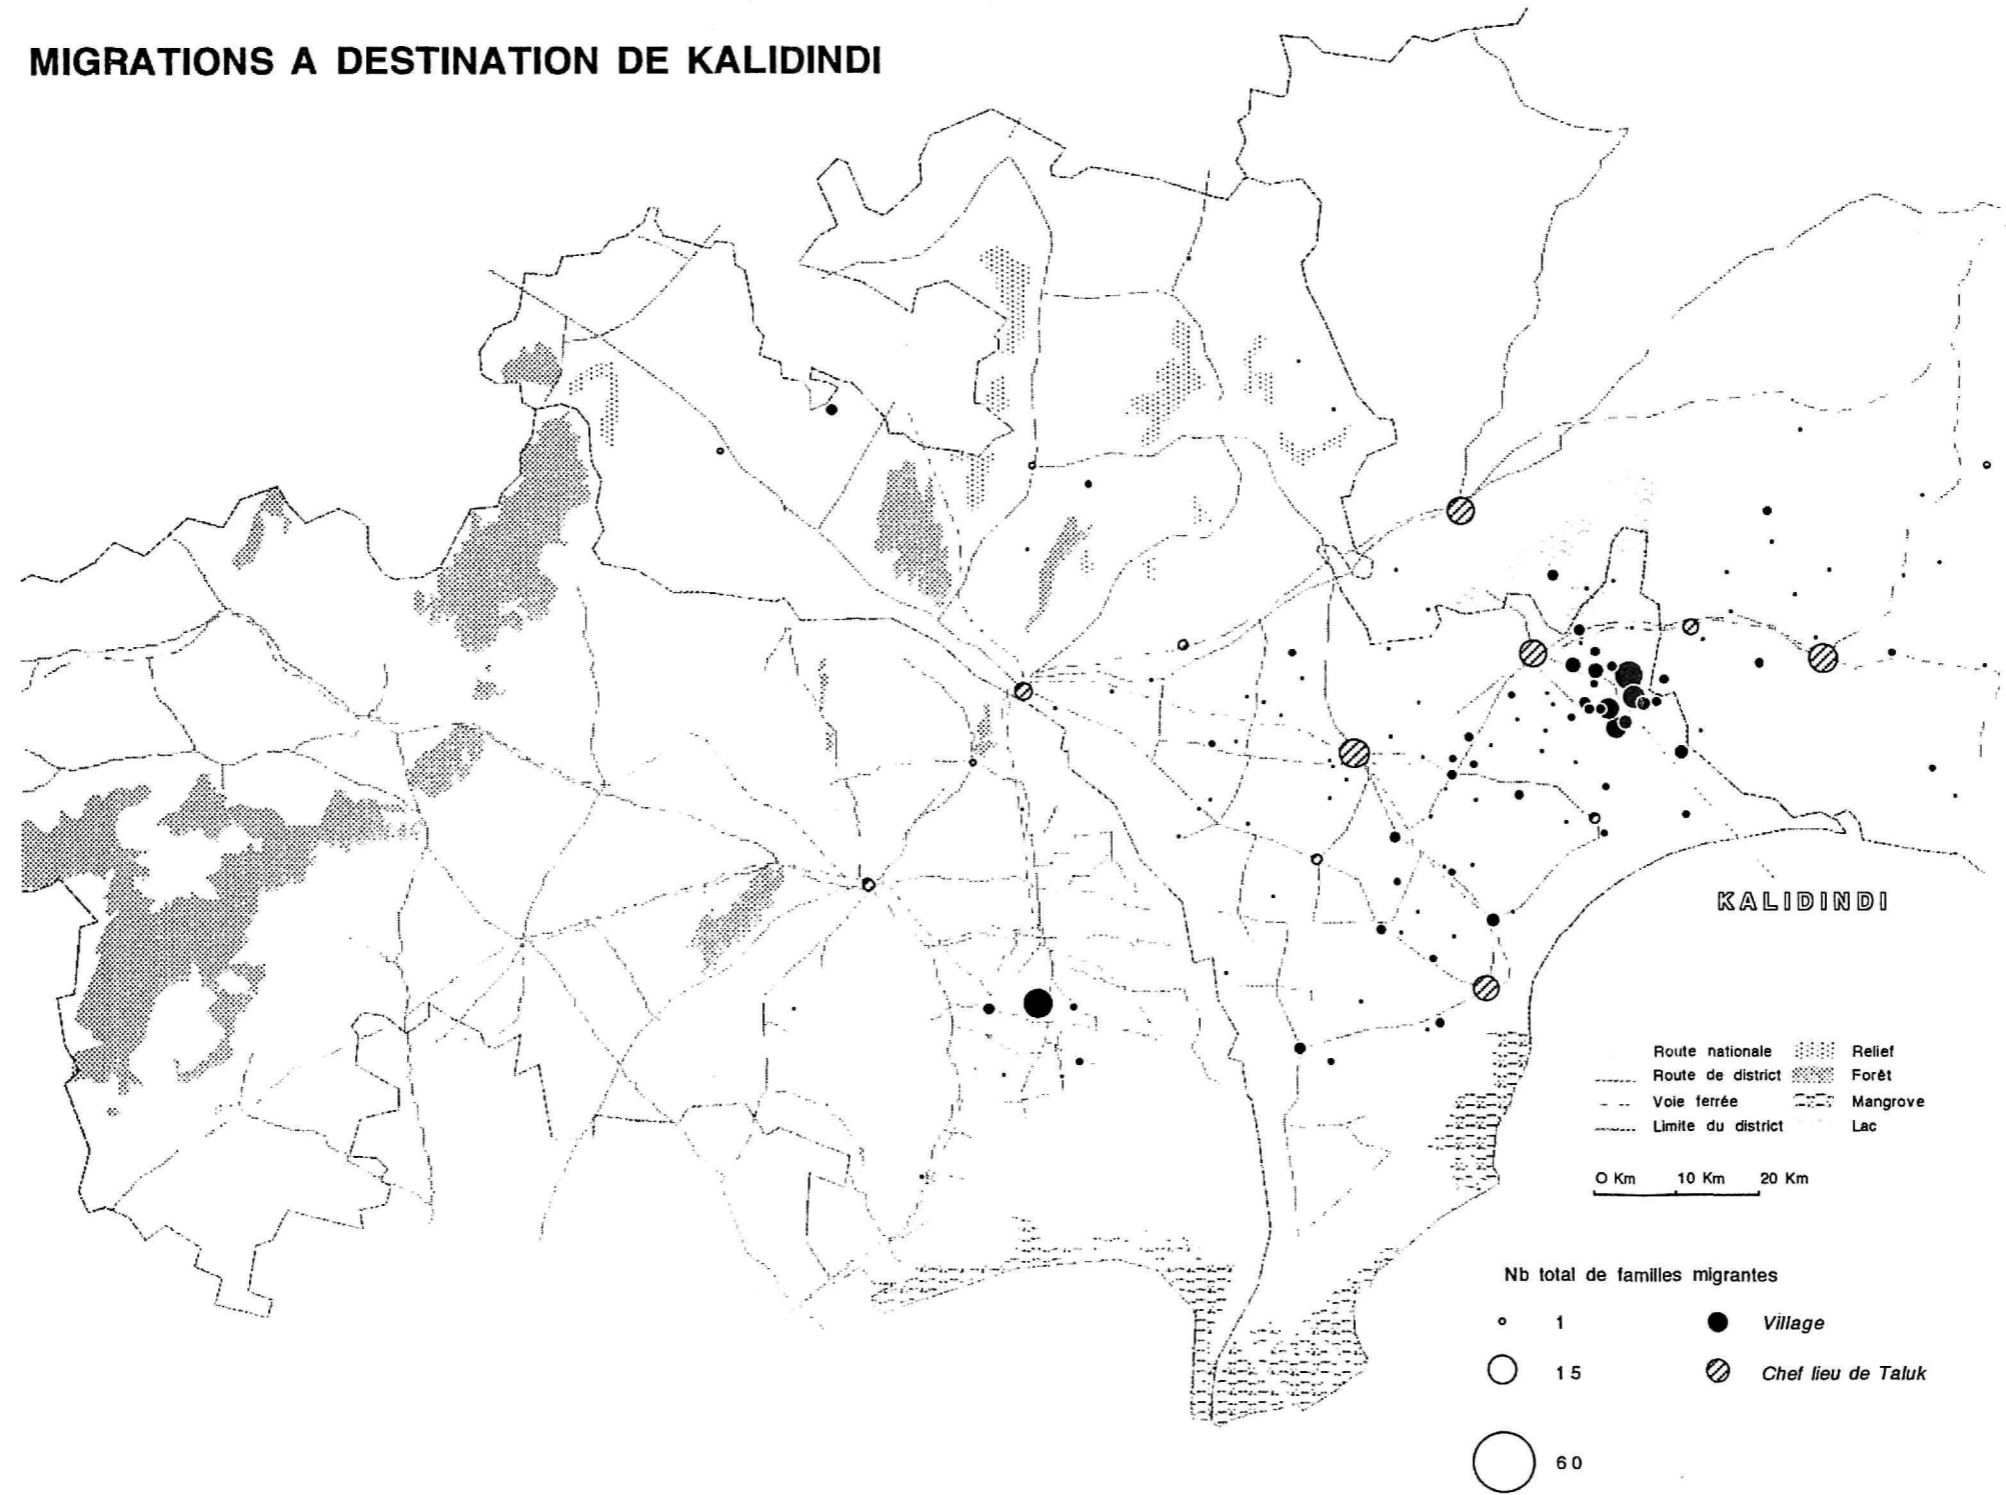 MIGRATIONS A DESTINATION DE KALIDINDI
KALIDINDI
Route nationale
Relief
Route de district
Forêt
Voie ferrée
Mangrove
Limite du district
Lac
O Km 10 Km 20 Km
Nb total de familles migrantes
1
Village
15
Chef lieu de Taluk
60